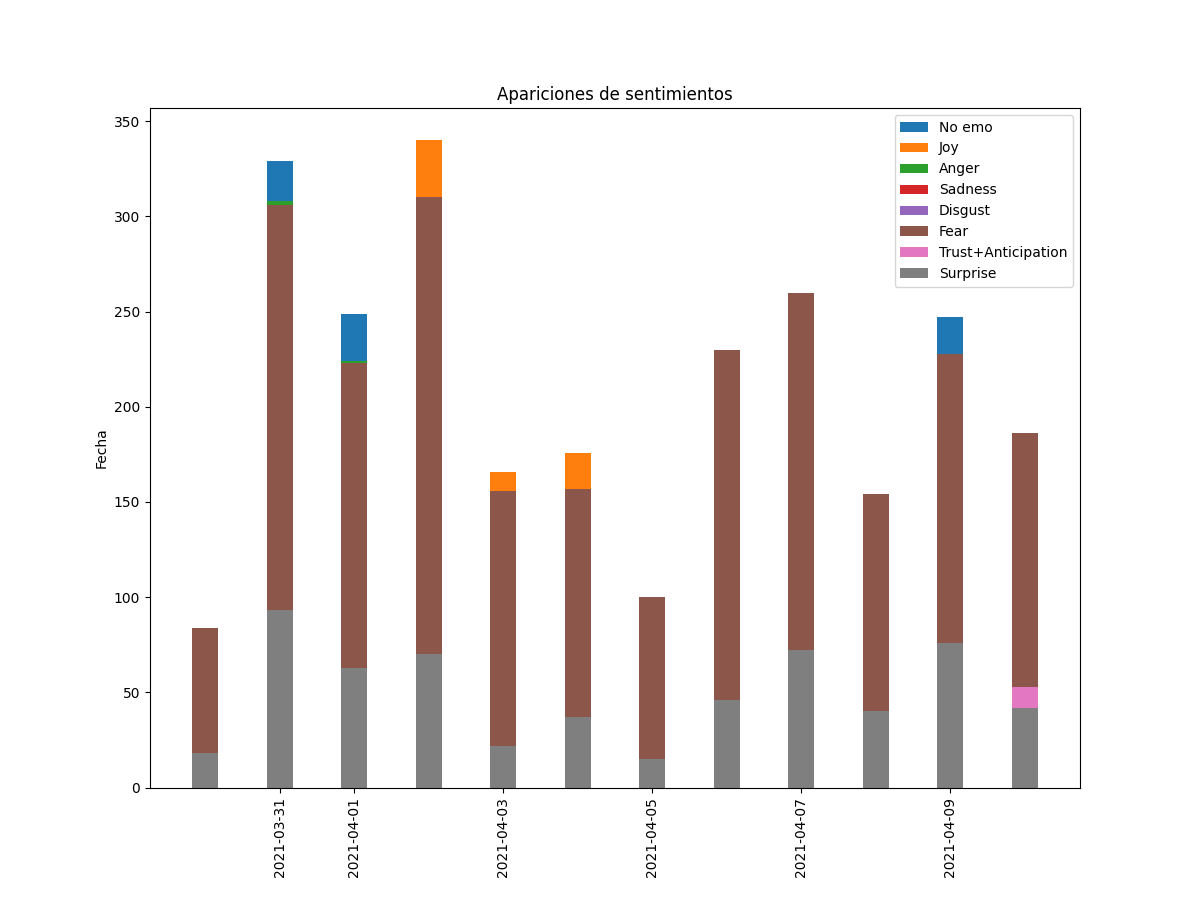 Apariciones de sentimientos
350
300
250
200
150
100
50
0
Fecha
No emo
Joy
Anger
Sadness
Disgust
Fear
Trust+Anticipation
Surprise
2021-03-31
2021-04-01
2021-04-03
2021-04-05
2021-04-07
2021-04-09